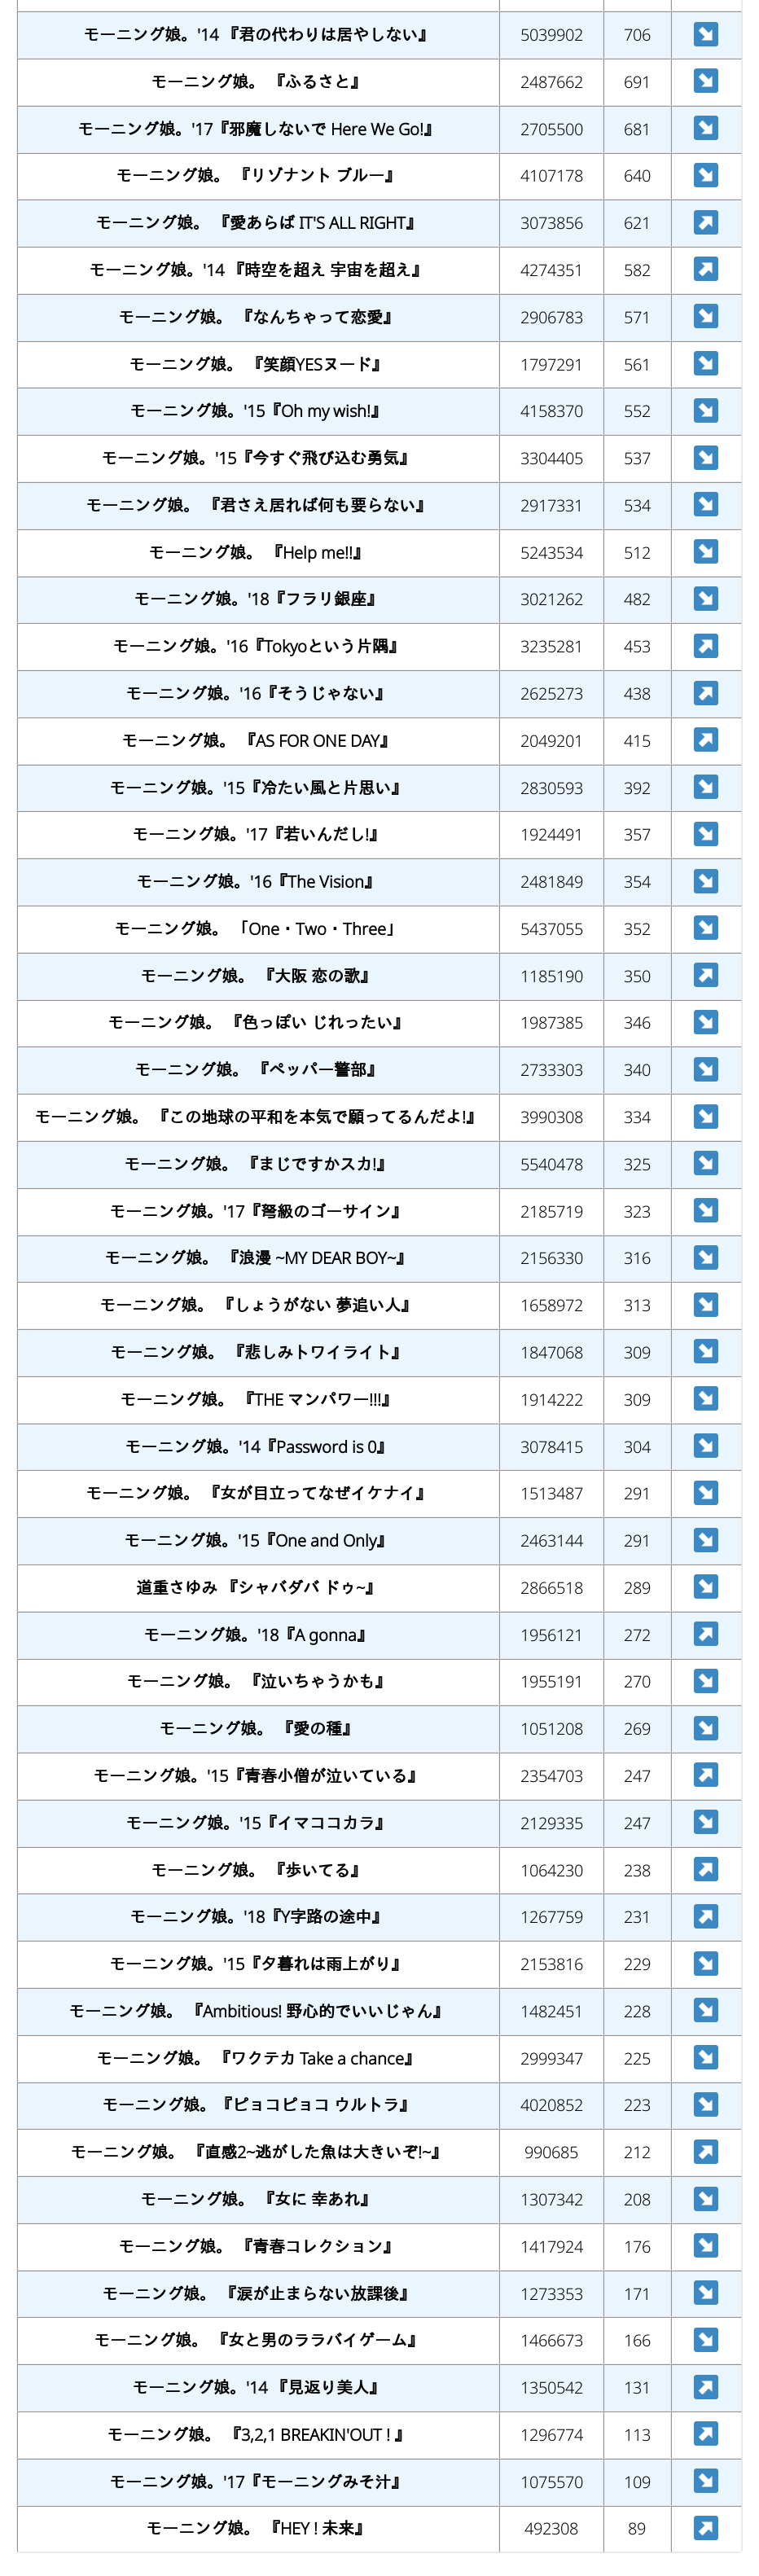 モーニング娘。'14 『君の代わりは居やしない』 5039902 706 ↘
モーニング娘。 『ふるさと』 2487662 691 ↘
モーニング娘。'17『邪魔しないで Here We Go!』 2705500 681 ↘
モーニング娘。 『リゾナント ブルー』 4107178 640 ↘
モーニング娘。 『愛あらば IT'S ALL RIGHT』 3073856 621 ↗
モーニング娘。'14 『時空を超え 宇宙を超え』 4274351 582 ↗
モーニング娘。 『なんちゃって恋愛』 2906783 571 ↘
モーニング娘。 『笑顔YESヌード』 1797291 561 ↘
モーニング娘。'15『Oh my wish!』 4158370 552 ↘
モーニング娘。'15『今すぐ飛び込む勇気』 3304405 537 ↘
モーニング娘。 『君さえ居れば何も要らない』 2917331 534 ↘
モーニング娘。 『Help me!!』 5243534 512 ↘
モーニング娘。'18『フラリ銀座』 3021262 482 ↘
モーニング娘。'16『Tokyoという片隅』 3235281 453 ↗
モーニング娘。'16『そうじゃない』 2625273 438 ↗
モーニング娘。 『AS FOR ONE DAY』 2049201 415 ↗
モーニング娘。'15『冷たい風と片思い』 2830593 392 ↘
モーニング娘。'17『若いんだし!』 1924491 357 ↘
モーニング娘。'16『The Vision』 2481849 354 ↘
モーニング娘。 「One・Two・Three」 5437055 352 ↘
モーニング娘。 『大阪 恋の歌』 1185190 350 ↗
モーニング娘。 『色っぽい じれったい』 1987385 346 ↘
モーニング娘。 『ペッパー警部』 2733303 340 ↘
モーニング娘。 『この地球の平和を本気で願ってるんだよ!』 3990308 334 ↘
モーニング娘。 『まじですかスカ!』 5540478 325 ↘
モーニング娘。'17『弩級のゴーサイン』 2185719 323 ↘
モーニング娘。 『浪漫 ~MY DEAR BOY~』 2156330 316 ↘
モーニング娘。 『しょうがない 夢追い人』 1658972 313 ↘
モーニング娘。 『悲しみトワイライト』 1847068 309 ↘
モーニング娘。 『THE マンパワー!!!』 1914222 309 ↘
モーニング娘。'14『Password is 0』 3078415 304 ↘
モーニング娘。 『女が目立ってなぜイケナイ』 1513487 291 ↘
モーニング娘。'15『One and Only』 2463144 291 ↘
道重さゆみ 『シャバダバ ドゥ~』 2866518 289 ↘
モーニング娘。'18『A gonna』 1956121 272 ↗
モーニング娘。 『泣いちゃうかも』 1955191 270 ↘
モーニング娘。 『愛の種』 1051208 269 ↘
モーニング娘。'15『青春小僧が泣いている』 2354703 247 ↗
モーニング娘。'15『イマココカラ』 2129335 247 ↘
モーニング娘。 『歩いてる』 1064230 238 ↗
モーニング娘。'18『Y字路の途中』 1267759 231 ↗
モーニング娘。'15『夕暮れは雨上がり』 2153816 229 ↘
モーニング娘。 『Ambitious! 野心的でいいじゃん』 1482451 228 ↘
モーニング娘。 『ワクテカ Take a chance』 2999347 225 ↘
モーニング娘。『ピョコピョコ ウルトラ』 4020852 223 ↘
モーニング娘。 『直感2~逃がした魚は大きいぞ!~』 990685 212 ↗
モーニング娘。 『女に 幸あれ』 1307342 208 ↘
モーニング娘。 『青春コレクション』 1417924 176 ↘
モーニング娘。 『涙が止まらない放課後』 1273353 171 ↘
モーニング娘。 『女と男のララバイゲーム』 1466673 166 ↘
モーニング娘。'14 『見返り美人』 1350542 131 ↗
モーニング娘。 『3,2,1 BREAKIN'OUT ! 』 1296774 113 ↗
モーニング娘。'17『モーニングみそ汁』 1075570 109 ↘
モーニング娘。 『HEY ! 未来』 492308 89 ↗